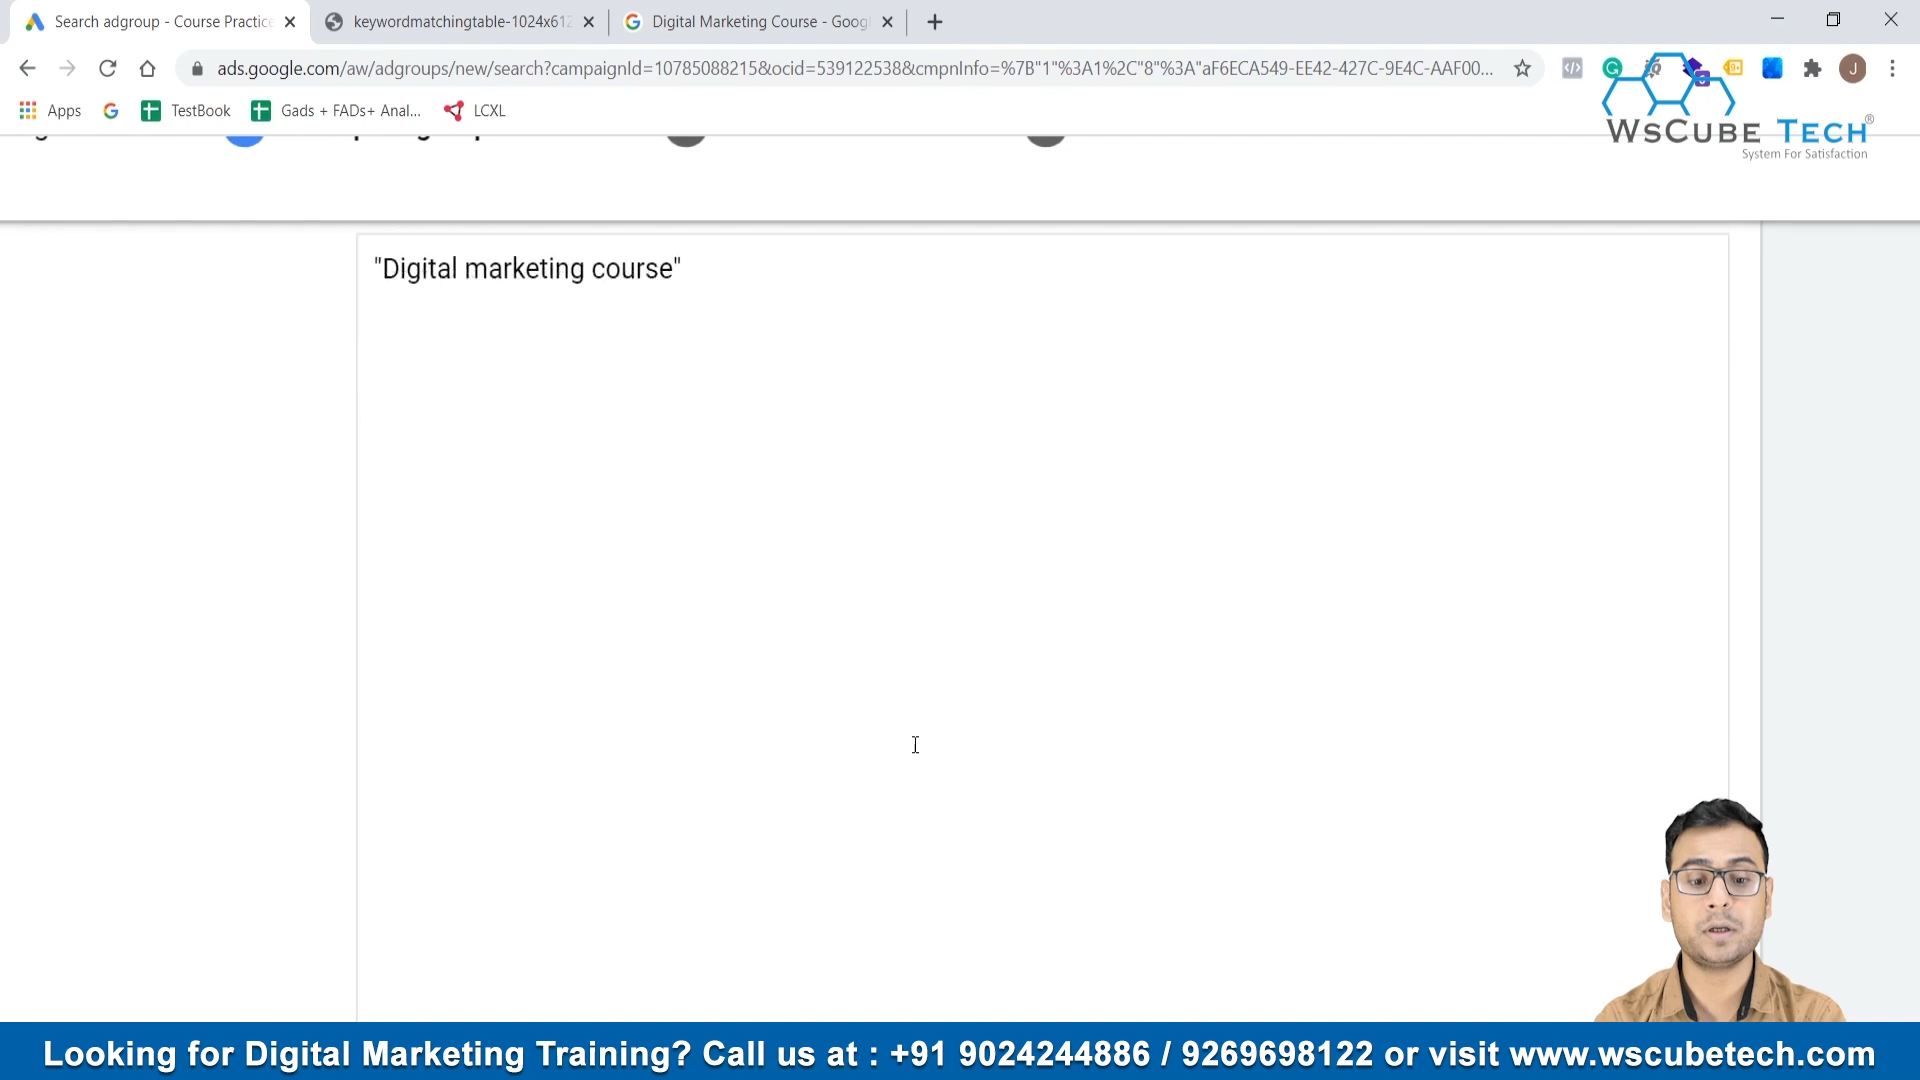 Search adgroup - Course Practice
keywordmatchingtable-1024x612
Digital Marketing Course - Goog
ads.google.com/aw/adgroups/new/search?campaignId=10785088215&ocid=539122538&cmpnInfo=%7B"1"%3A1%2C"8"%3A"aF6ECA549-EE42-427C-9E4C-AAF00...
J
Apps
TestBook
Gads + FADs+ Anal...
LCXL
WsCube Tech®
System For Satisfaction
"Digital marketing course"
Looking for Digital Marketing Training? Call us at : +91 9024244886 / 9269698122 or visit www.wscubetech.com